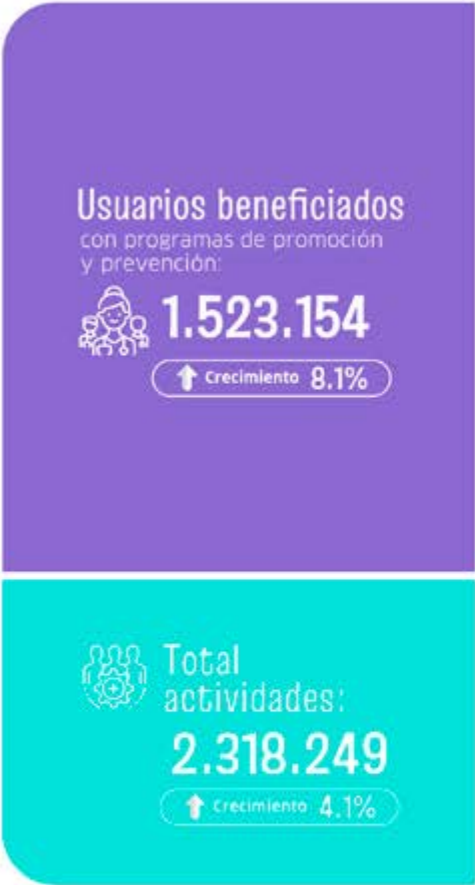 Usuarios beneficiados
con programas de promoción
y prevención:
1.523.154
Crecimiento 8.1%
Total
actividades:
2.318.249
Crecimiento 4.1%